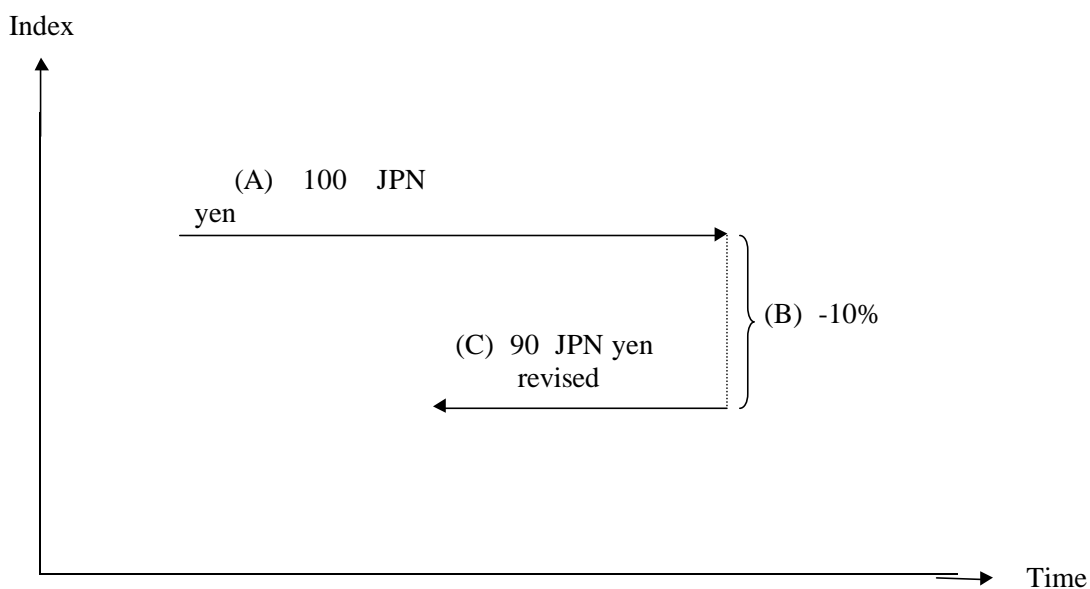 Index
(A) 100 JPN
yen
(B) -10%
(C) 90 JPN yen
revised
Time